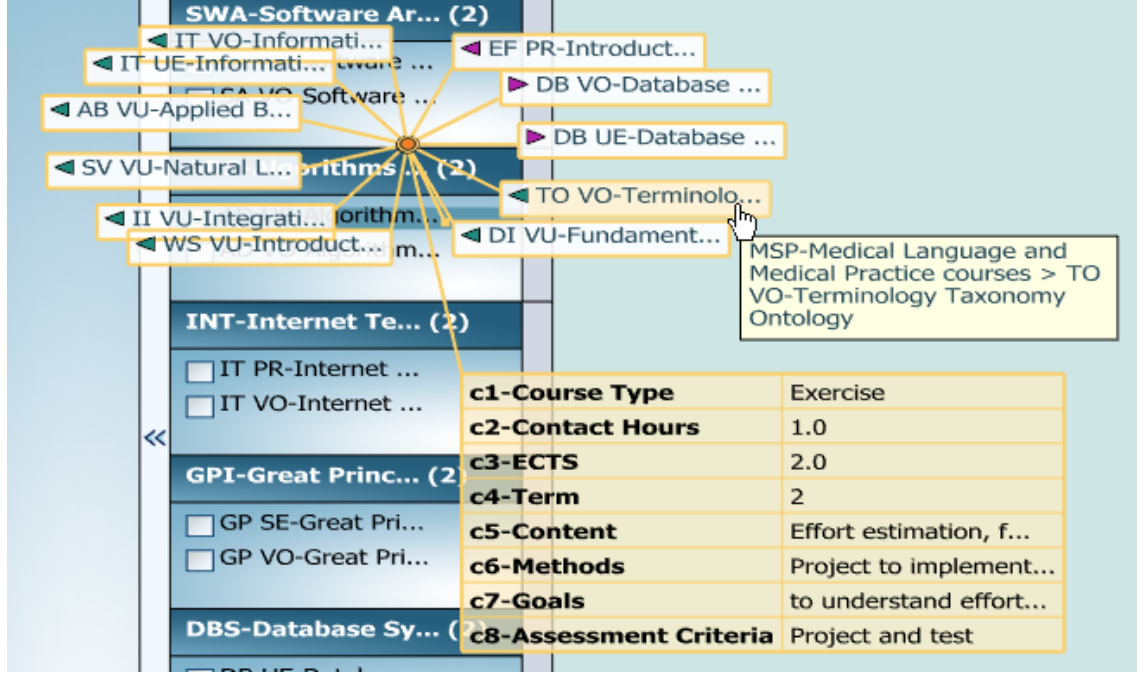 SWA-Software Ar... (2)
IT VO-Informati...
EF PR-Introduct...
IT UE-Informati...
DB VO-Database ...
SA VO Software ...
AB VU-Applied B...
DB UE-Database ...
SV VU-Natural L...
(2)
TO VO-Terminolo...
II VU-Integrati...
DI VU-Fundament...
WS VU-Introduct...
MSP-Medical Language and
Medical Practice courses > TO
VO-Terminology Taxonomy
Ontology
INT-Internet Te... (2)
IT PR-Internet ...
IT VO-Internet ...
«
GPI-Great Princ... (2)
GP SE-Great Pri...
GP VO-Great Pri...
DBS-Database Sy...
c1-Course Type Exercise
c2-Contact Hours 1.0
c3-ECTS 2.0
c4-Term 2
c5-Content Effort estimation, f...
c6-Methods Project to implement...
c7-Goals to understand effort...
c8-Assessment Criteria Project and test